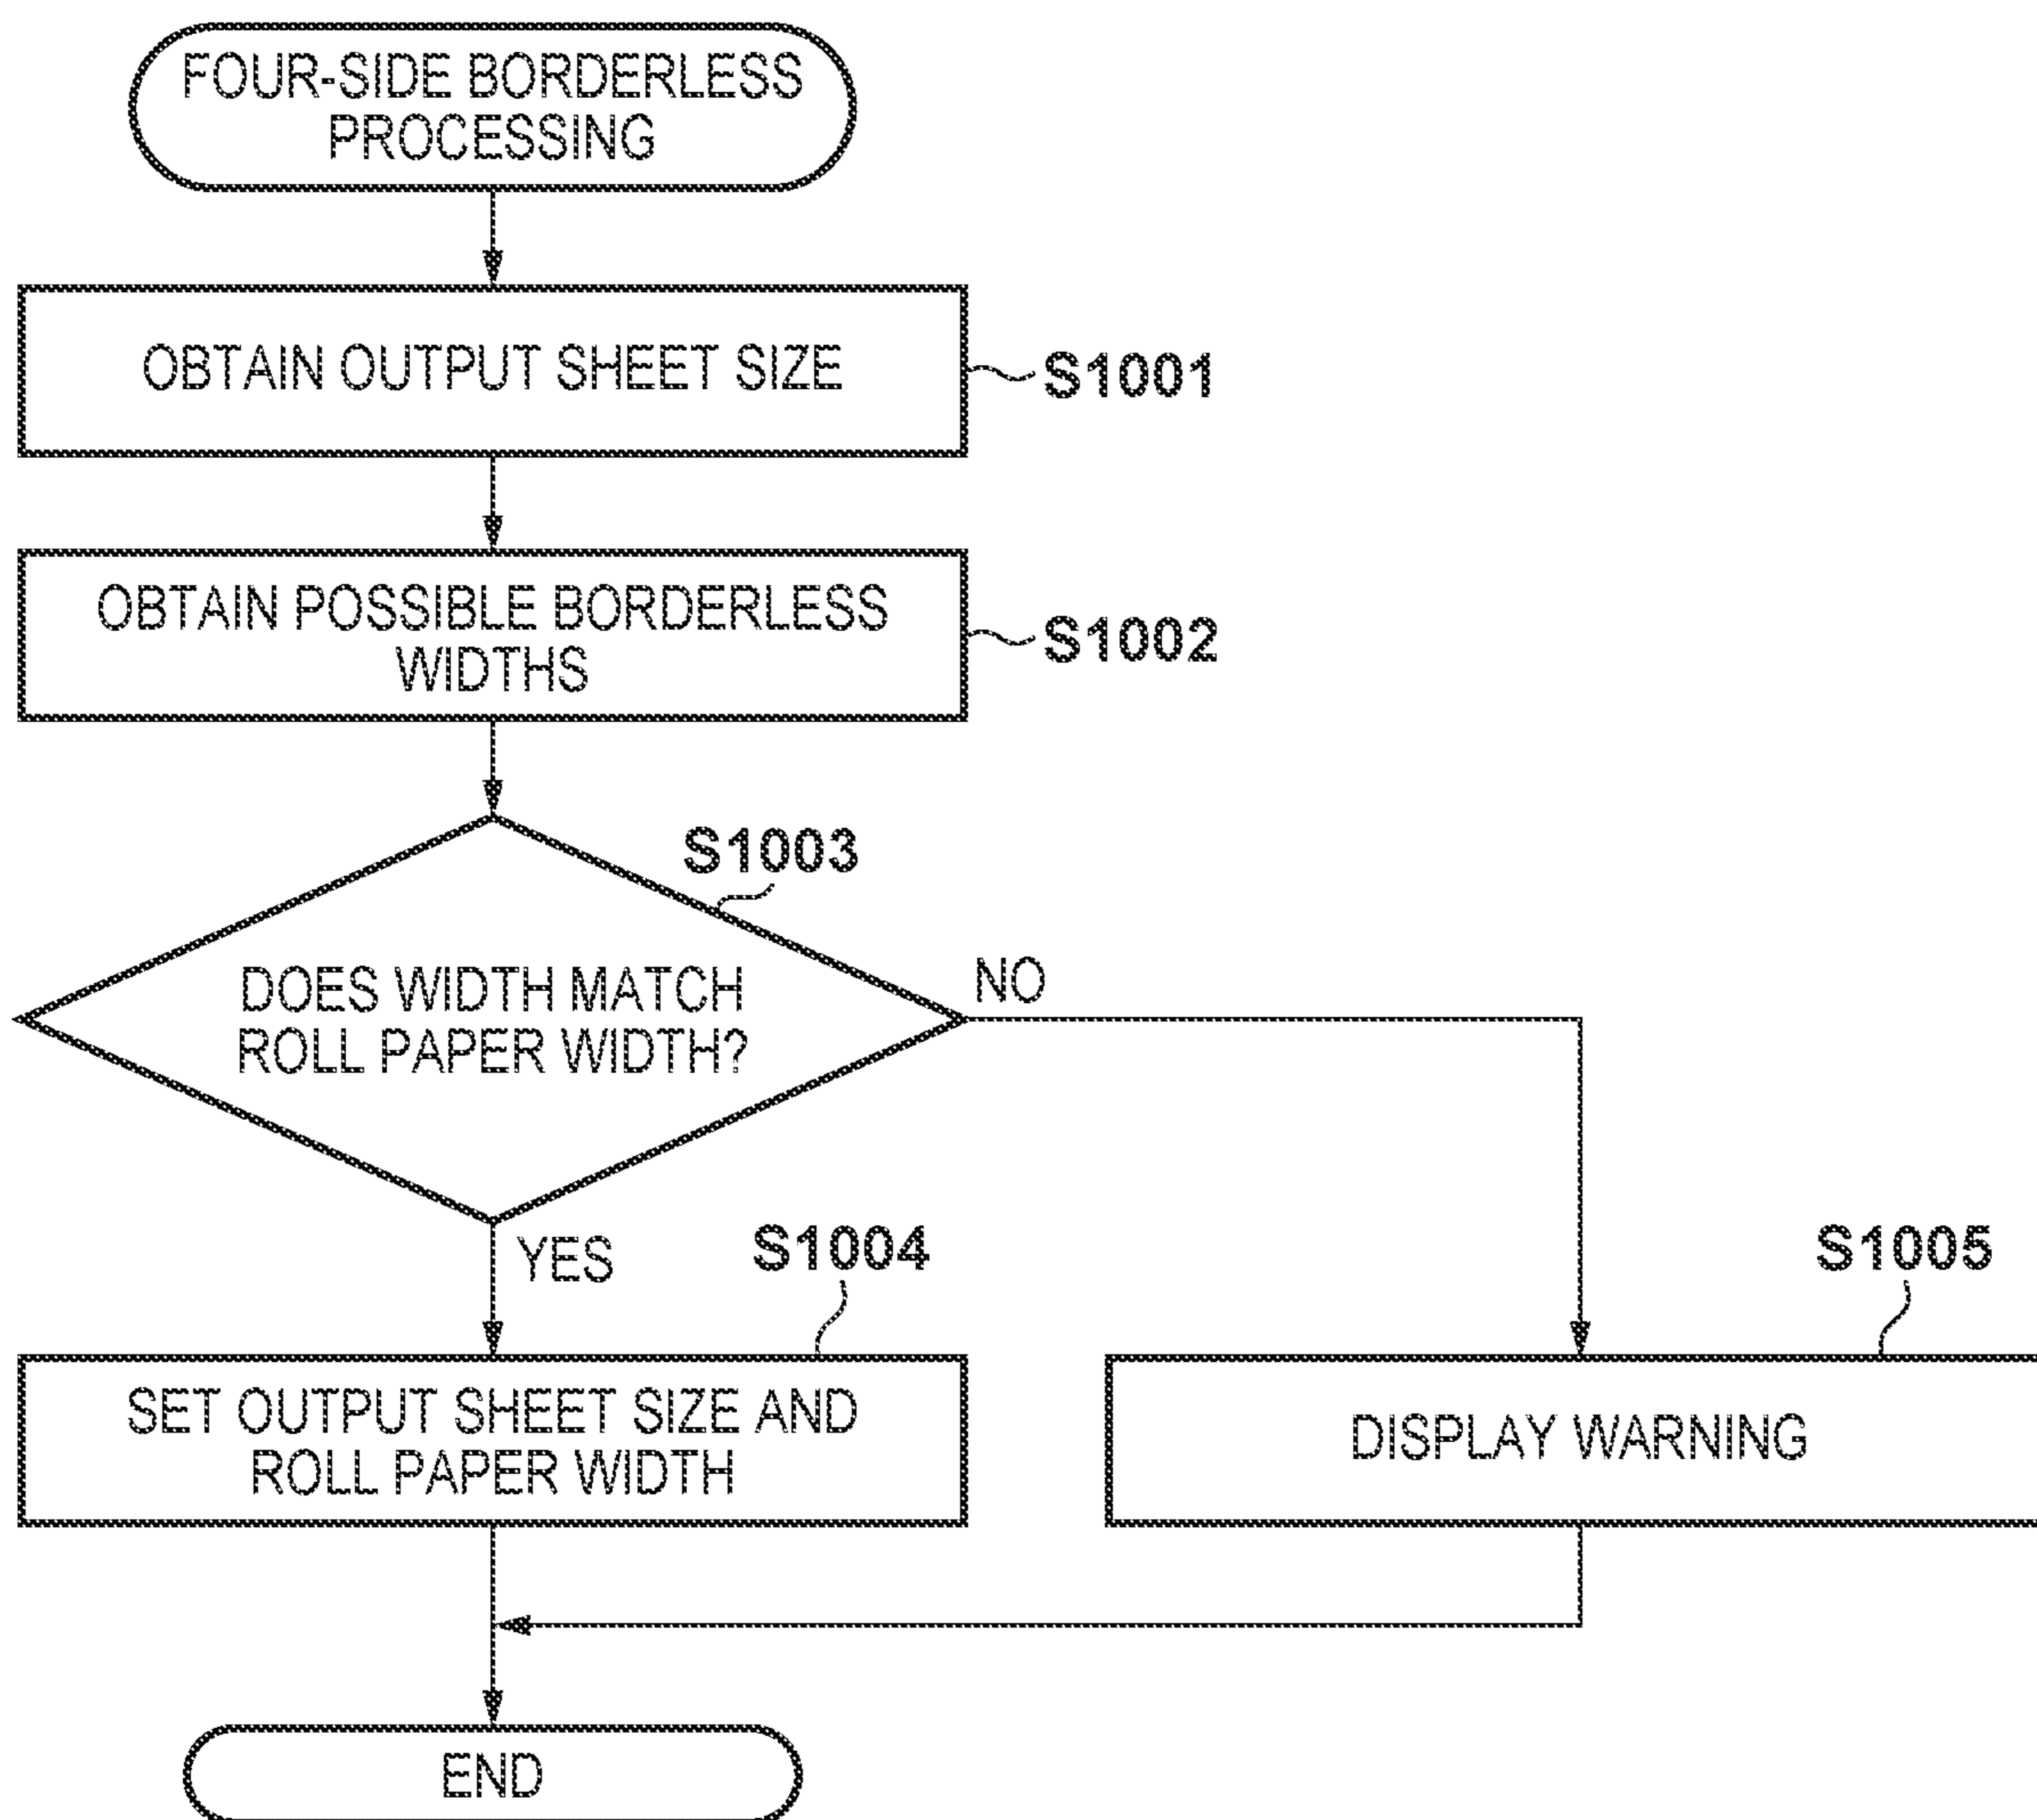 FOUR-SIDE BORDERLESS
PROCESSING
OBTAIN OUTPUT SHEET SIZE
S1001
OBTAIN POSSIBLE BORDERLESS
WIDTHS
S1002
S1003
DOES WIDTH MATCH
ROLL PAPER WIDTH?
NO
YES
S1004
S1005
SET OUTPUT SHEET SIZE AND
ROLL PAPER WIDTH
DISPLAY WARNING
END